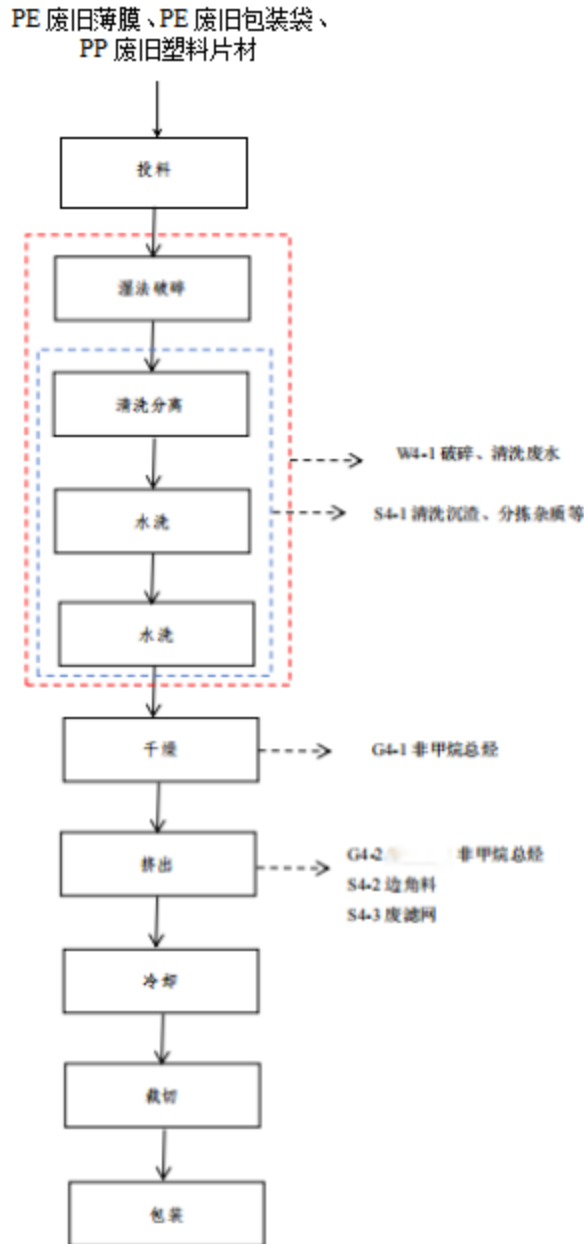 PE 废旧薄膜、PE 废旧包装袋、
PP 废旧塑料片材
投料
湿法破碎
清洗分离
W4-1 破碎、清洗废水
水洗
S4-1 清洗沉渣、分拣杂质等
水洗
干燥
G4-1 非甲烷总烃
挤出
G4-2 非甲烷总烃
S4-2 边角料
S4-3 废滤网
冷却
裁切
包装